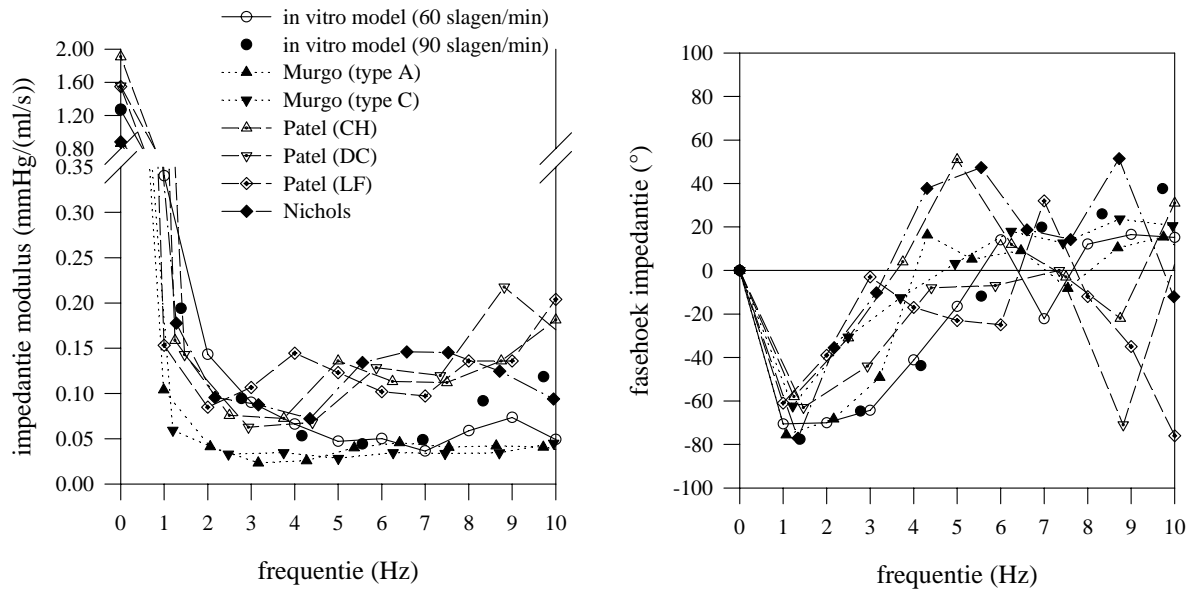 in vitro model (60 slagen/min)
in vitro model (90 slagen/min)
Murgo (type A)
Murgo (type C)
Patel (CH)
Patel (DC)
Patel (LF)
Nichols
impedantie modulus (mmHg/(ml/s))
2.00
1.60
1.20
0.80
0.35
0.30
0.25
0.20
0.15
0.10
0.05
0.00
0 1 2 3 4 5 6 7 8 9 10
frequentie (Hz)
fasehoek impedantie (°)
100
80
60
40
20
0
-20
-40
-60
-80
-100
0 1 2 3 4 5 6 7 8 9 10
frequentie (Hz)